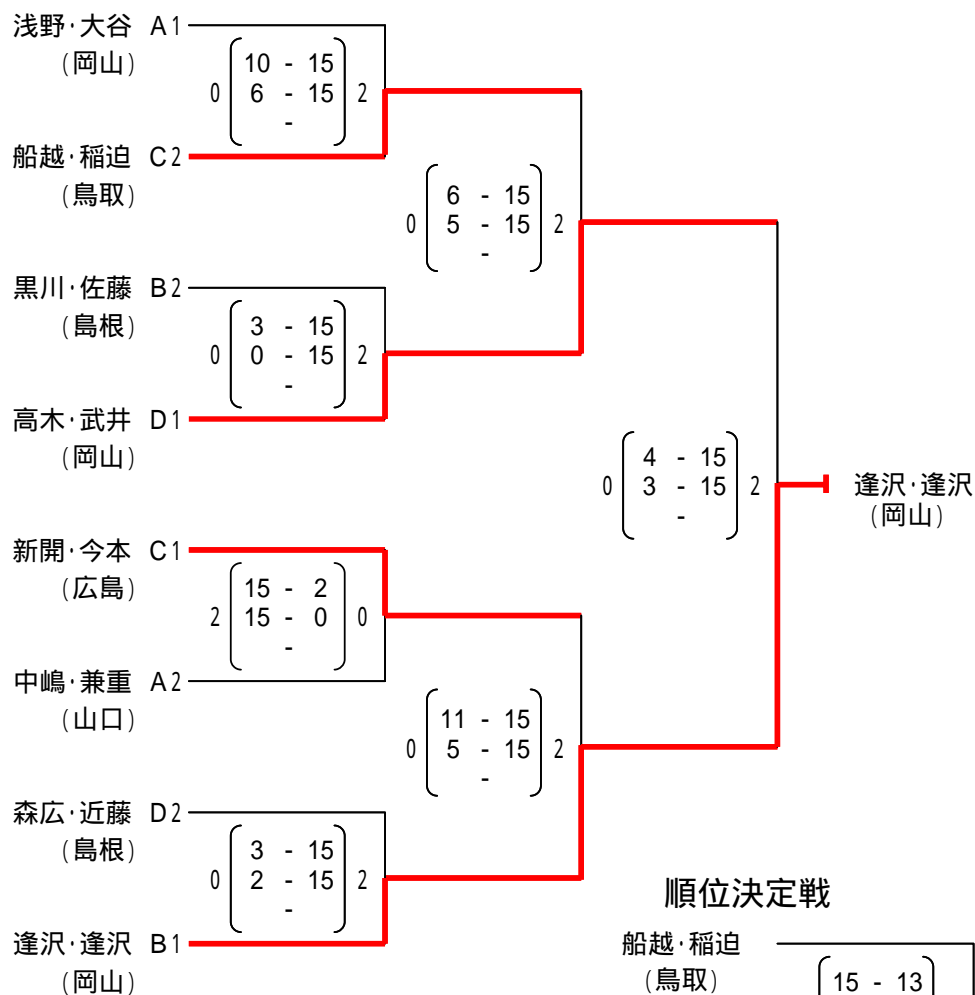 浅野・大谷 A1
(岡山)
10 - 15
0 6 - 15 2
-
船越・稲迫 C2
(鳥取)
6 - 15
0 5 - 15 2
-
黒川・佐藤 B2
(島根)
3 - 15
0 0 - 15 2
-
高木・武井 D1
(岡山)
4 - 15
0 3 - 15 2
-
逢沢・逢沢
(岡山)
新開・今本 C1
(広島)
15 - 2
2 15 - 0 0
-
中嶋・兼重 A2
(山口)
11 - 15
0 5 - 15 2
-
森広・近藤 D2
(島根)
3 - 15
0 2 - 15 2
-
逢沢・逢沢 B1
(岡山)
順位決定戦
船越・稲迫
(鳥取)
15 - 13